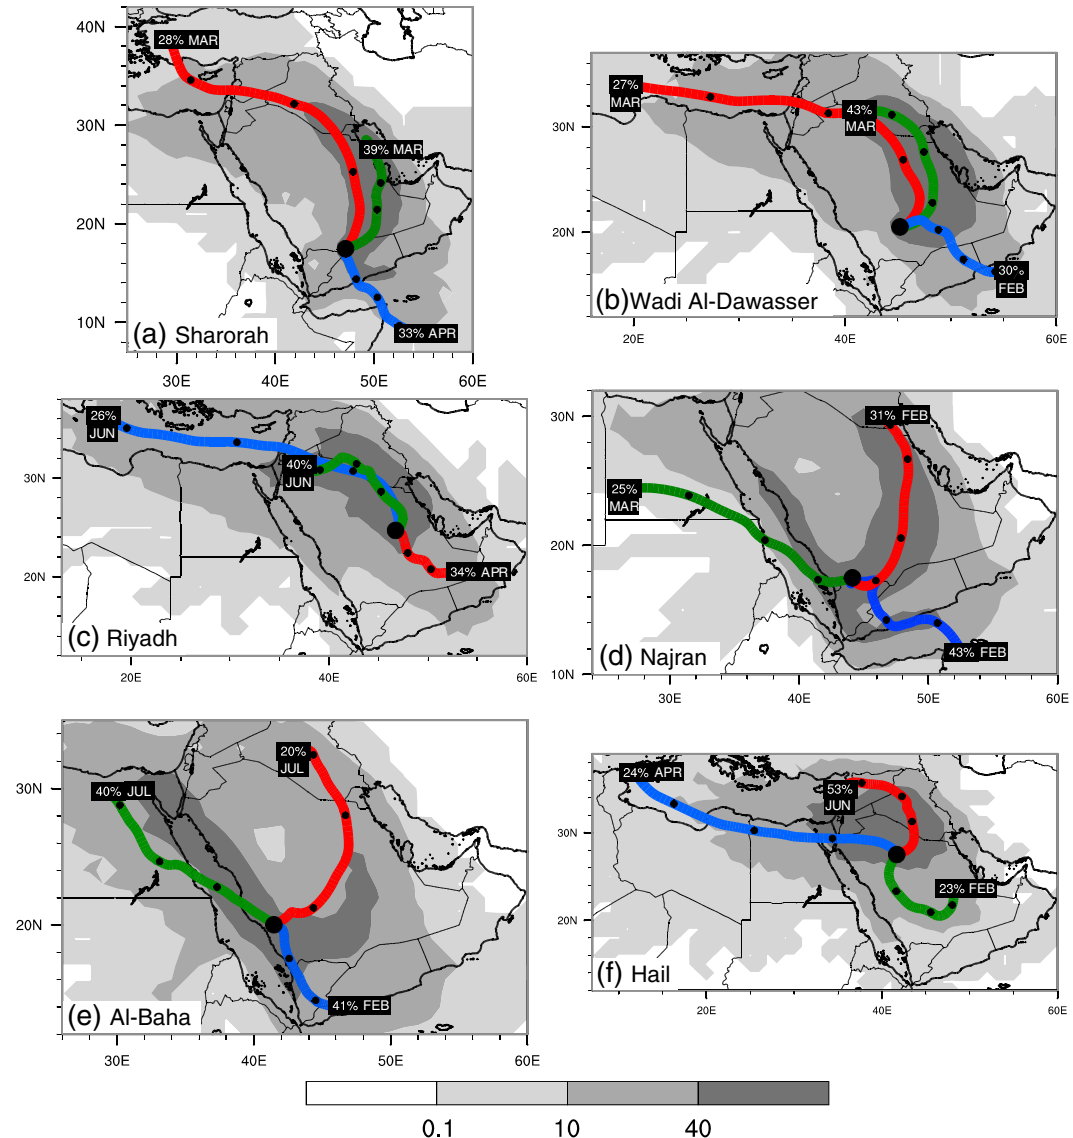 40N
30N
20N
10N
28% MAR
39% MAR
33% APR
(a) Sharorah
30E
40E
50E
60E
30N
20N
27%
MAR
43%
MAR
30%
FEB
(b)Wadi Al-Dawasser
20E
40E
60E
30N
20N
26%
JUN
40%
JUN
34% APR
(c) Riyadh
20E
40E
60E
30N
20N
10N
31% FEB
25%
MAR
43% FEB
(d) Najran
30E
40E
50E
60E
30N
20N
20%
JUL
40% JUL
41% FEB
(e) Al-Baha
30E
40E
50E
60E
30N
20N
24% APR
53%
JUN
23% FEB
(f) Hail
20E
40E
60E
0.1
10
40